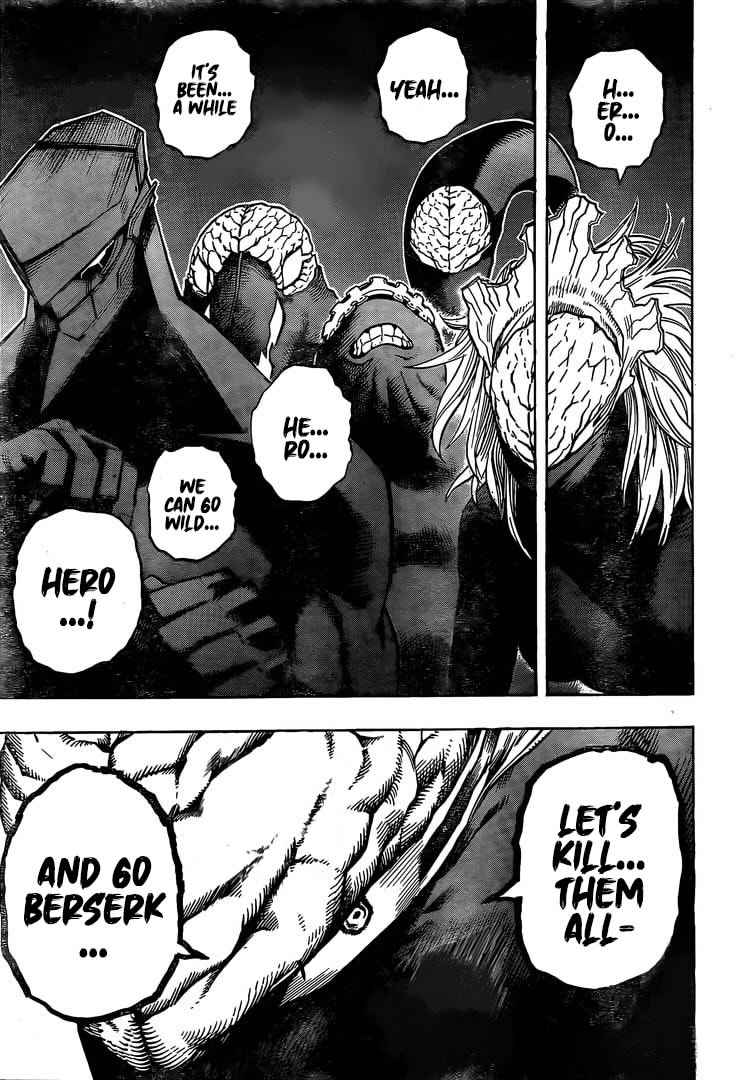 H...
ER...
O...
YEAH...
IT'S
BEEN...
A WHILE
HE...
RO...
WE
CAN GO
WILD...
HERO
...!
LET'S
KILL...
THEM
ALL-
AND GO
BERSERK
...